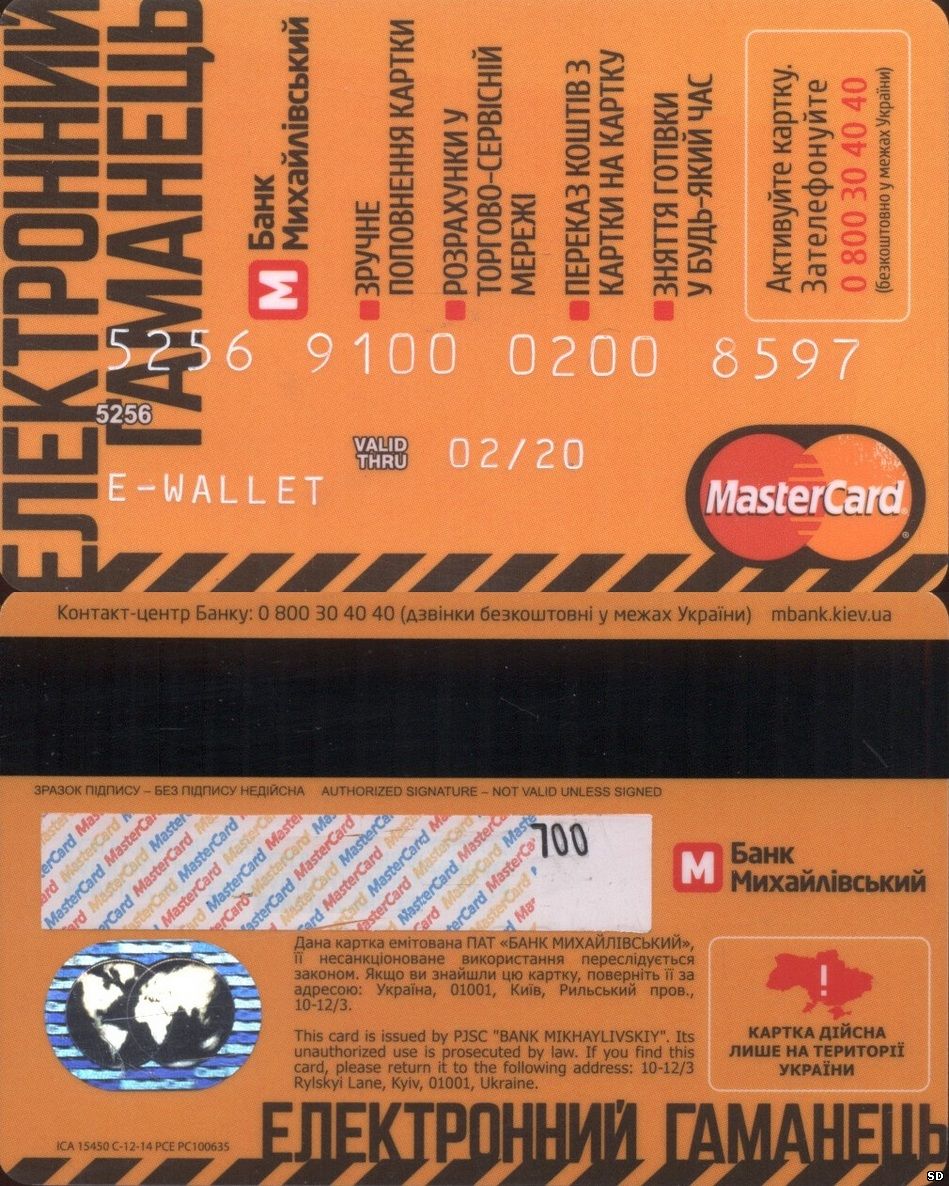 ЕЛЕКТРОННИЙ
ГАМАНЕЦЬ
Банк
Михайлівський
М
ЗРУЧНЕ
ПОПОВНЕННЯ КАРТКИ
РОЗРАХУНКИ У
ТОРГОВО-СЕРВІСНІЙ
МЕРЕЖІ
ПЕРЕКАЗ КОШТІВ З
КАРТКИ НА КАРТКУ
ЗНЯТТЯ ГОТІВКИ
У БУДЬ-ЯКИЙ ЧАС
Активуйте картку.
Зателефонуйте
0 800 30 40 40
(безкоштовно у межах України)
5256 9100 0200 8597
5256
VALID
THRU
02/20
E-WALLET
MasterCard
®
Контакт-центр Банку: 0 800 30 40 40 (дзвінки безкоштовні у межах України) mbank.kiev.ua
ЗРАЗОК ПІДПИСУ – БЕЗ ПІДПИСУ НЕДІЙСНА AUTHORIZED SIGNATURE – NOT VALID UNLESS SIGNED
MasterCard MasterCard MasterCard MasterCard
700
М
Банк
Михайлівський
Дана картка емітована ПАТ «БАНК МИХАЙЛІВСЬКИЙ»,
її несанкціоноване використання переслідується
законом. Якщо ви знайшли цю картку, поверніть її за
адресою: Україна, 01001, Київ, Рильський пров.,
10-12/3.
This card is issued by PJSC "BANK MIKHAYLIVSKIY". Its
unauthorized use is prosecuted by law. If you find this
card, please return it to the following address: 10-12/3
Rylskyi Lane, Kyiv, 01001, Ukraine.
!
КАРТКА ДІЙСНА
ЛИШЕ НА ТЕРИТОРІЇ
УКРАЇНИ
ICA 15450 C-12-14 PCE PC100635
ЕЛЕКТРОННИЙ ГАМАНЕЦЬ
SD